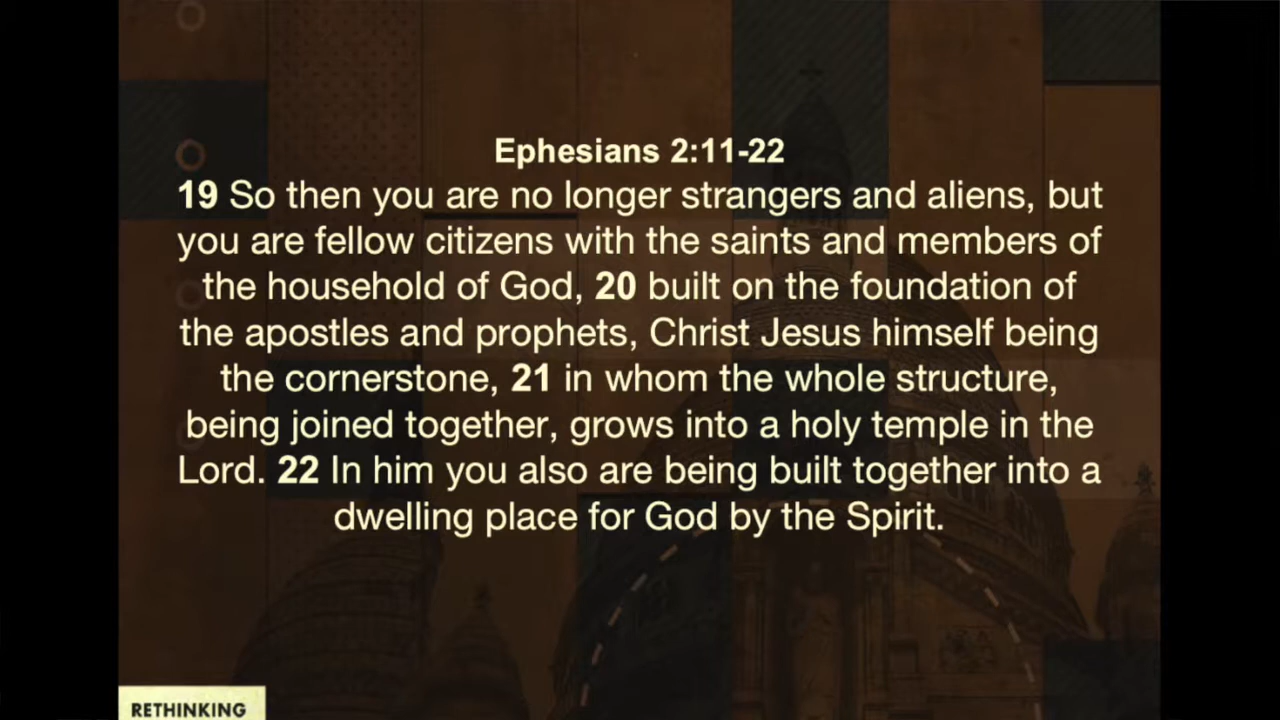 Ephesians 2:11-22
19 So then you are no longer strangers and aliens, but
you are fellow citizens with the saints and members of
the household of God, 20 built on the foundation of
the apostles and prophets, Christ Jesus himself being
the cornerstone, 21 in whom the whole structure,
being joined together, grows into a holy temple in the
Lord. 22 In him you also are being built together into a
dwelling place for God by the Spirit.
RETHINKING